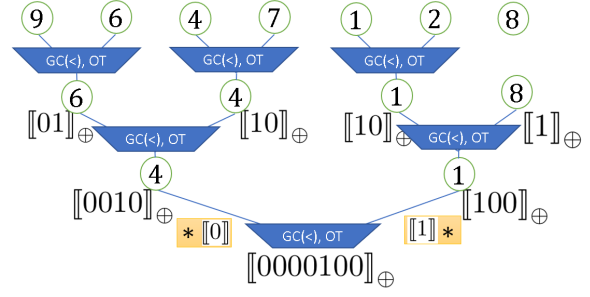 9 6 4 7 1 2 8
GC(<), OT GC(<), OT GC(<), OT
6 4 1 8
⟦01⟧⊕ GC(<), OT ⟦10⟧⊕ ⟦10⟧⊕ GC(<), OT ⟦1⟧⊕
4 1
⟦0010⟧⊕ ⟦100⟧⊕
* ⟦0⟧ GC(<), OT ⟦1⟧ *
⟦0000100⟧⊕